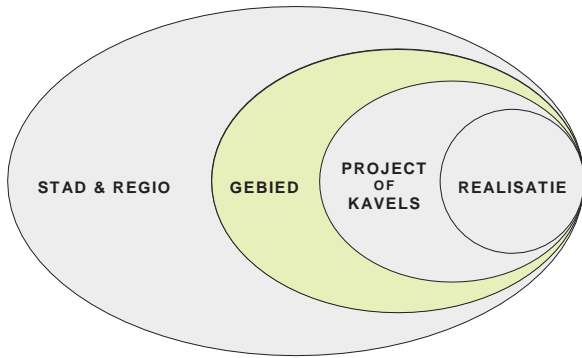 STAD & REGIO
GEBIED
PROJECT
OF
KAVELS
REALISATIE